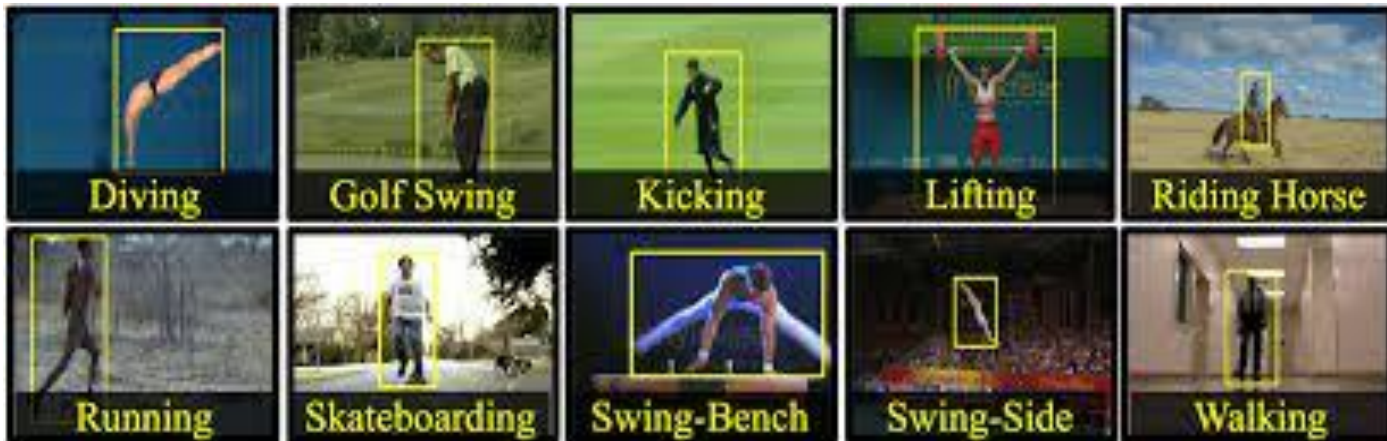 Diving
Golf Swing
Kicking
Lifting
Riding Horse
Running
Skateboarding
Swing-Bench
Swing-Side
Walking